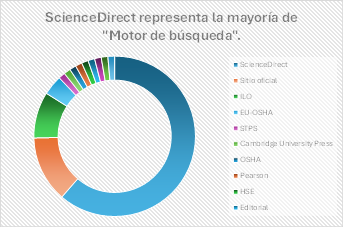 ScienceDirect representa la mayoría de
"Motor de búsqueda".
ScienceDirect
Sitio oficial
ILO
EU-OSHA
STPS
Cambridge University Press
OSHA
Pearson
HSE
Editorial